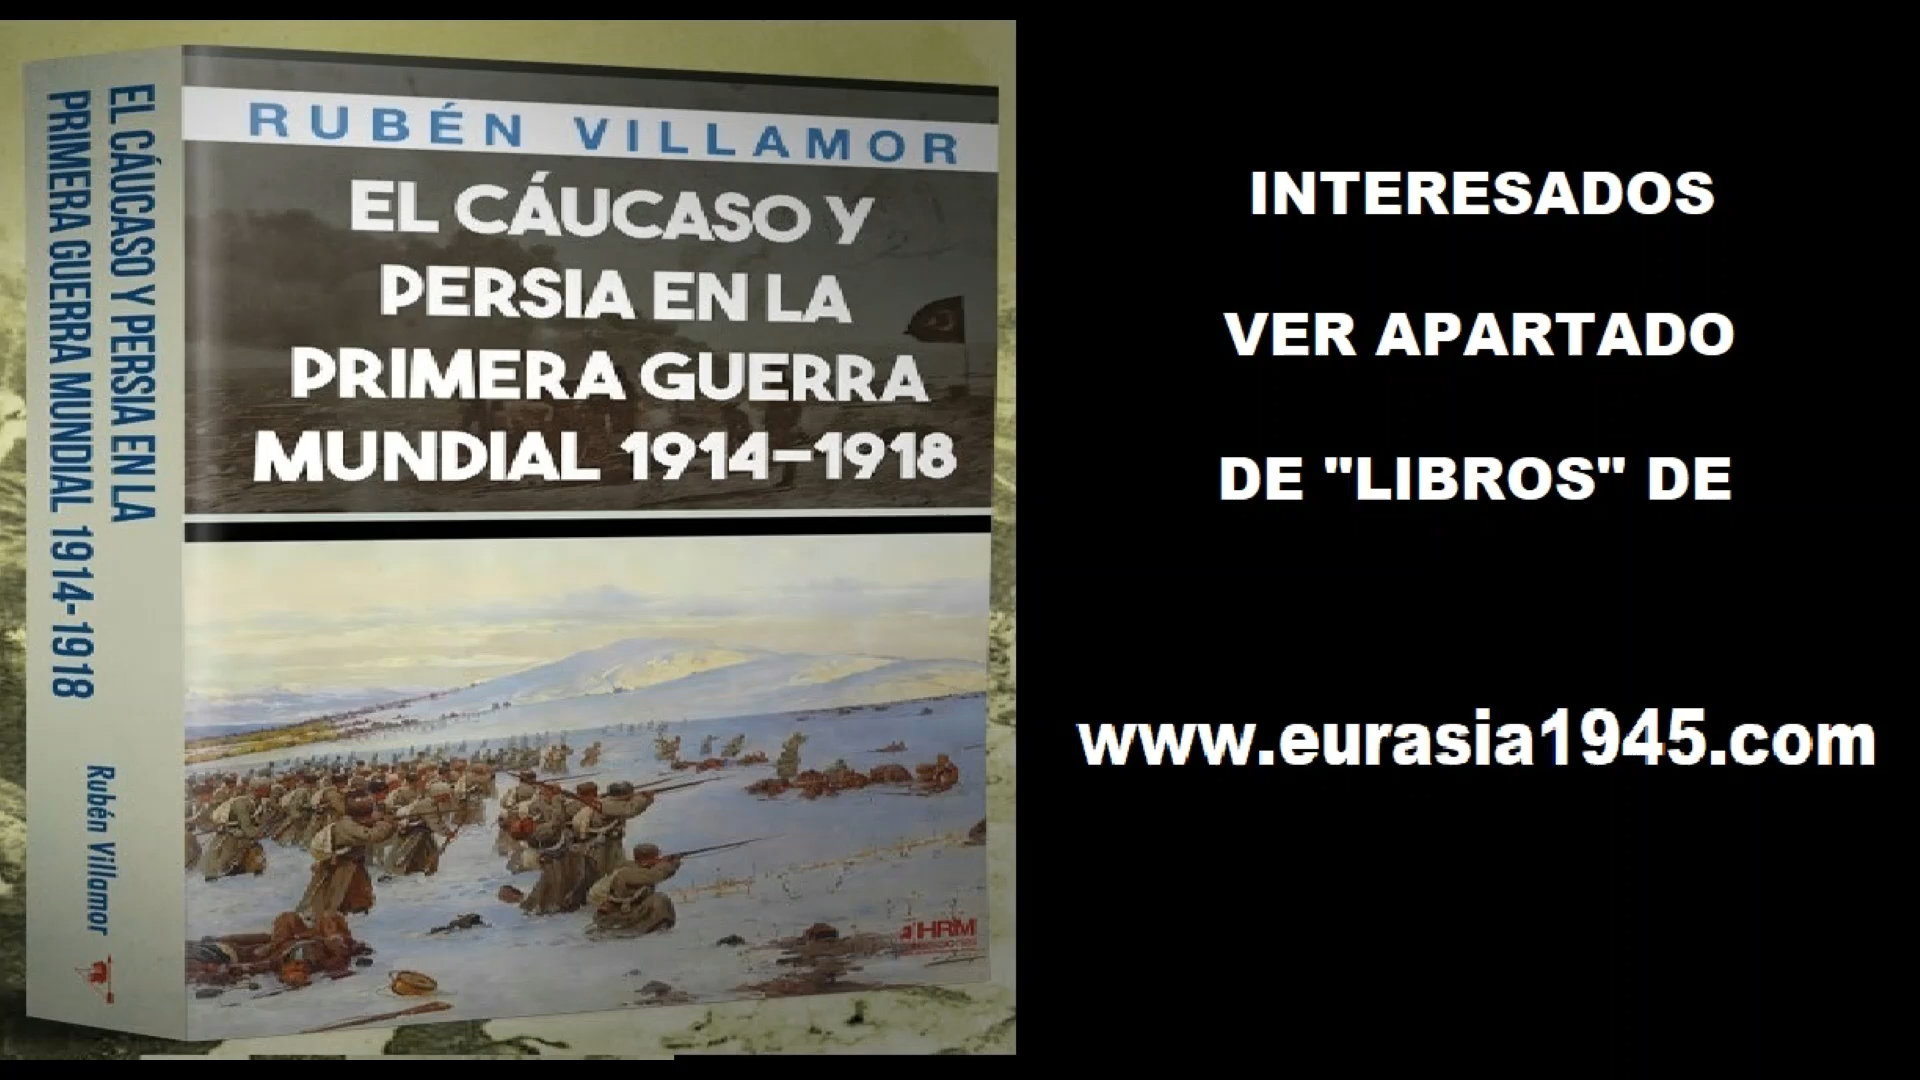 EL CÁUCASO Y PERSIA EN LA
PRIMERA GUERRA MUNDIAL 1914-1918
Rubén Villamor
RUBÉN VILLAMOR
EL CÁUCASO Y
PERSIA EN LA
PRIMERA GUERRA
MUNDIAL 1914-1918
HRM
INTERESADOS
VER APARTADO
DE "LIBROS" DE
www.eurasia1945.com